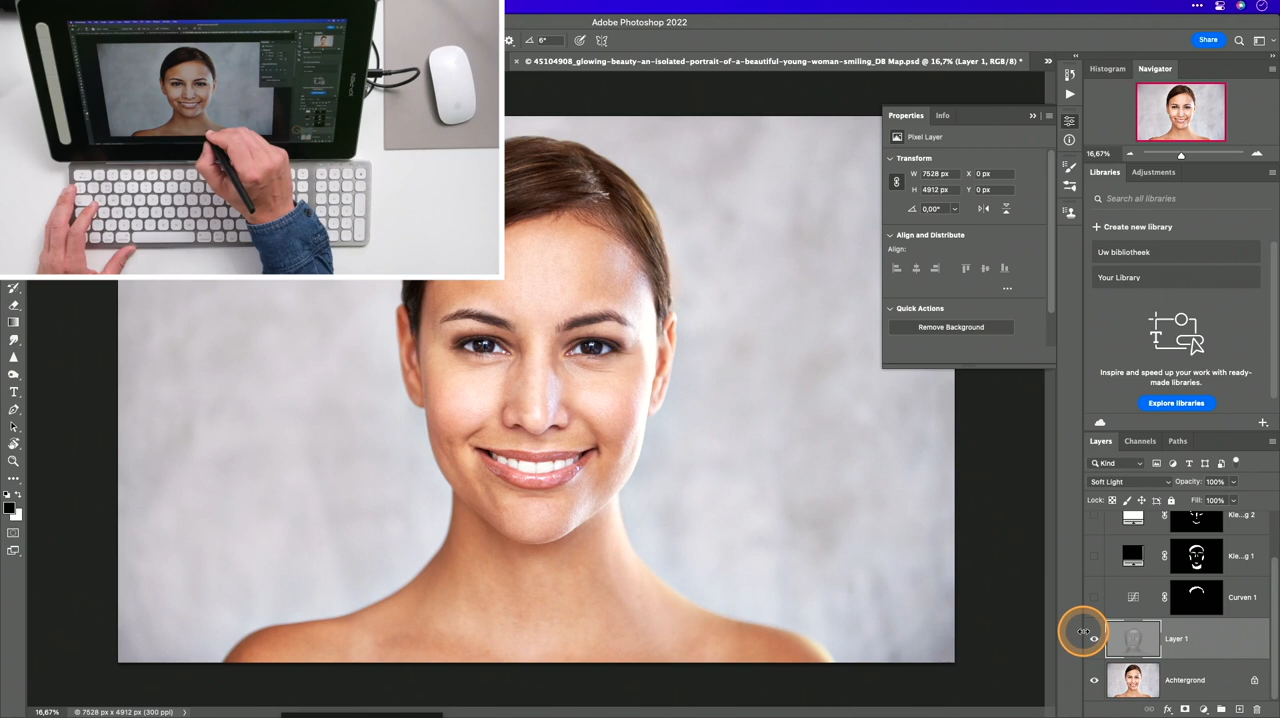 Adobe Photoshop 2022
6°
Share
© 45104908_glowing-beauty-an-isolated-portrait-of-a-beautiful-young-woman-smiling_DB Map.psd @ 16,7% (Layer 1, RGB/8) *
Histogram
Navigator
Properties
Info
Pixel Layer
16,67%
Transform
Libraries
Adjustments
W
7528 px
X
0 px
H
4912 px
Y
0 px
Search all libraries
0,00°
Create new library
Align and Distribute
Align:
Uw bibliotheek
Your Library
Quick Actions
Remove Background
Inspire and speed up your work with ready-
made libraries.
Explore libraries
Layers
Channels
Paths
Kind
Soft Light
Opacity:
100%
Lock:
Fill:
100%
Kle...g 2
Kle...g 1
Curven 1
Layer 1
Achtergrond
16,67%
© 7528 px x 4912 px (300 ppi)